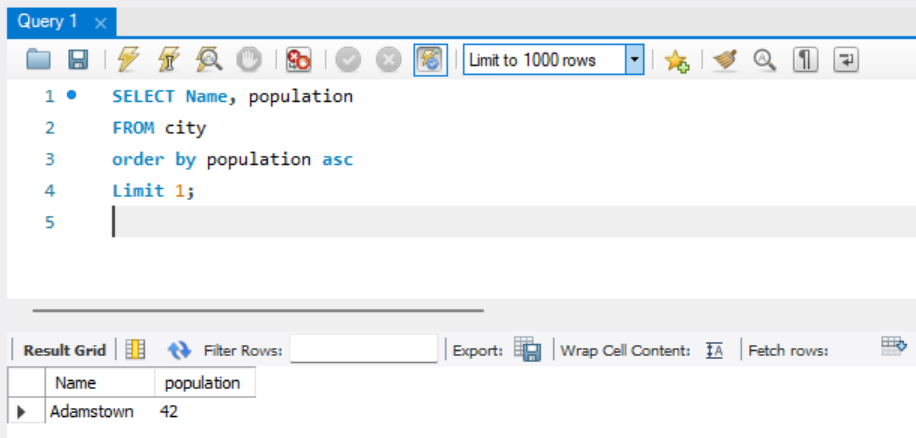 Query 1
Limit to 1000 rows
1 SELECT Name, population
2 FROM city
3 order by population asc
4 Limit 1;
5
Result Grid Filter Rows: Export: Wrap Cell Content: Fetch rows:
Name population
Adamstown 42